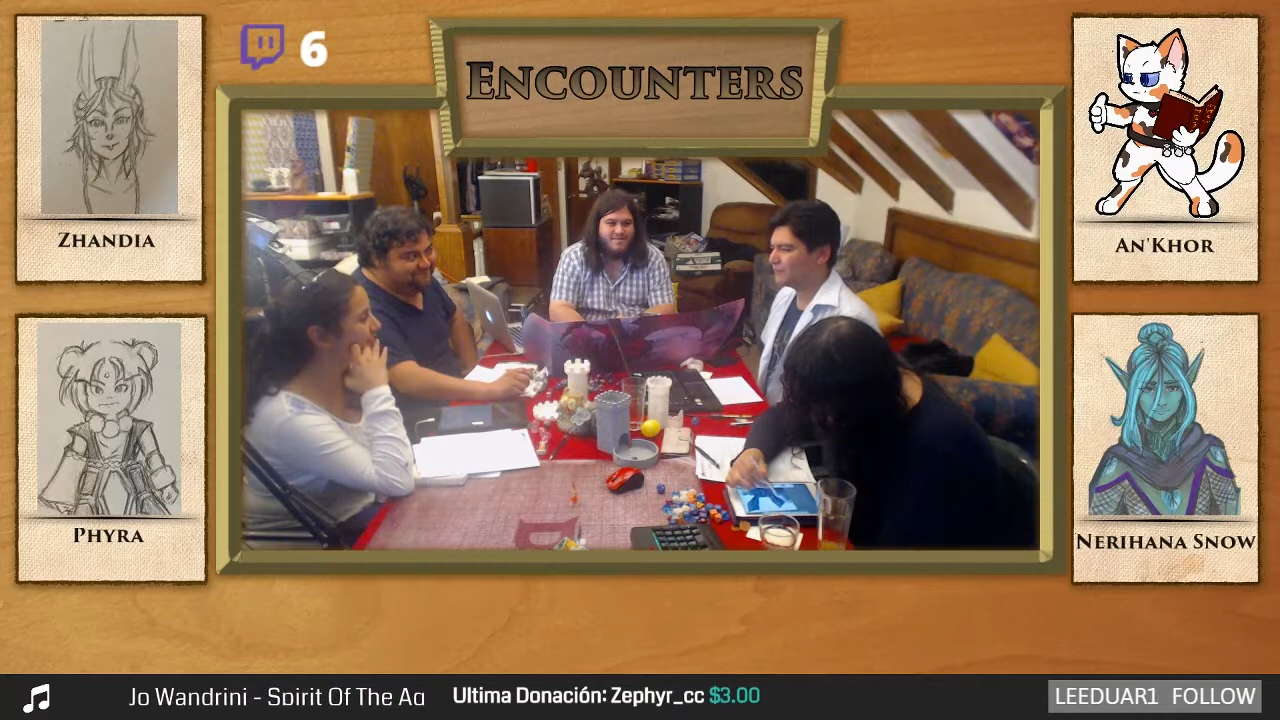 6
ENCOUNTERS
ZHANDIA
AN'KHOR
PHYRA
NERIHANA SNOW
Jo Wandrini - Spirit Of The Ag
Ultima Donación: Zephyr_cc $3.00
LEEDUAR1 FOLLOW